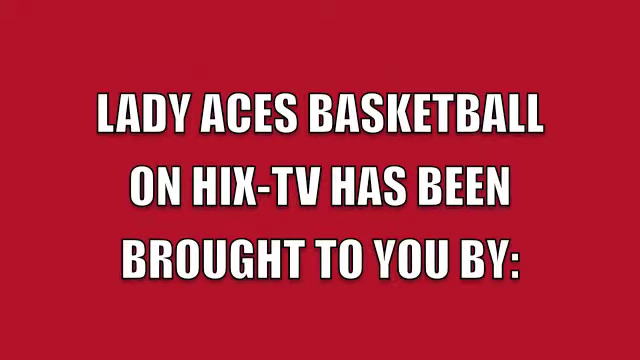 LADY ACES BASKETBALL
ON HIX-TV HAS BEEN
BROUGHT TO YOU BY: